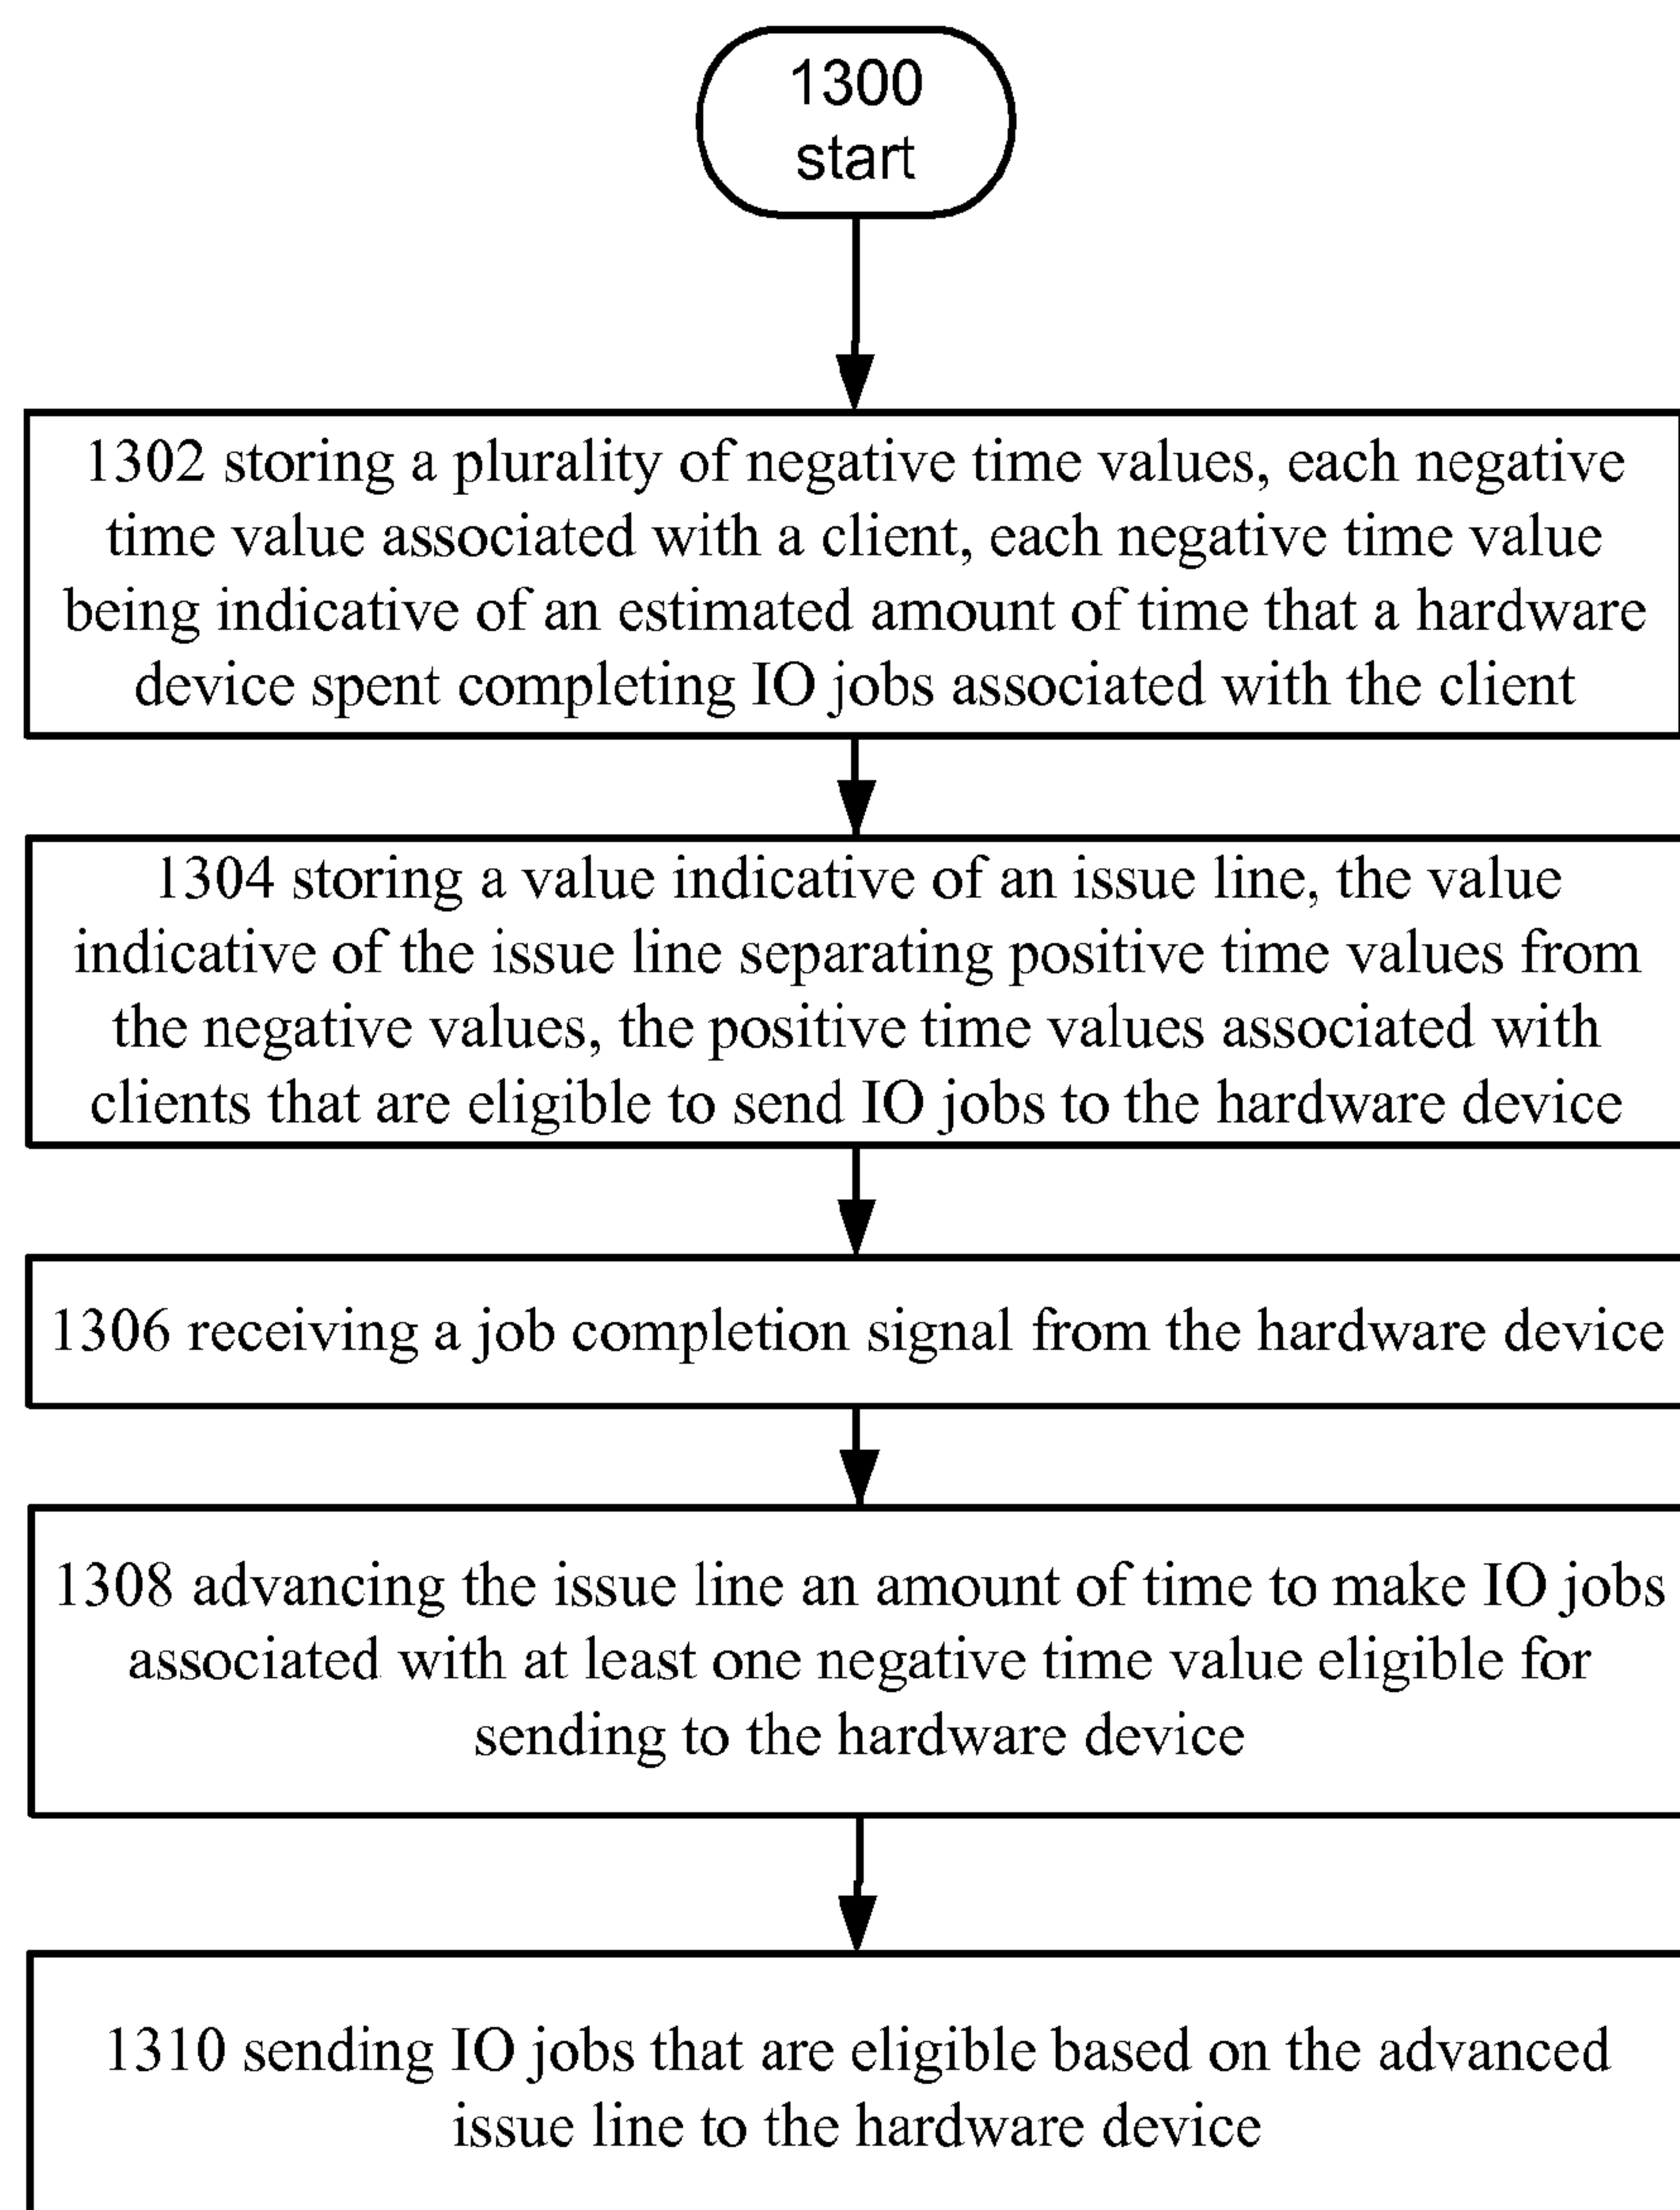 1300
start
1302 storing a plurality of negative time values, each negative
time value associated with a client, each negative time value
being indicative of an estimated amount of time that a hardware
device spent completing IO jobs associated with the client
1304 storing a value indicative of an issue line, the value
indicative of the issue line separating positive time values from
the negative values, the positive time values associated with
clients that are eligible to send IO jobs to the hardware device
1306 receiving a job completion signal from the hardware device
1308 advancing the issue line an amount of time to make IO jobs
associated with at least one negative time value eligible for
sending to the hardware device
1310 sending IO jobs that are eligible based on the advanced
issue line to the hardware device